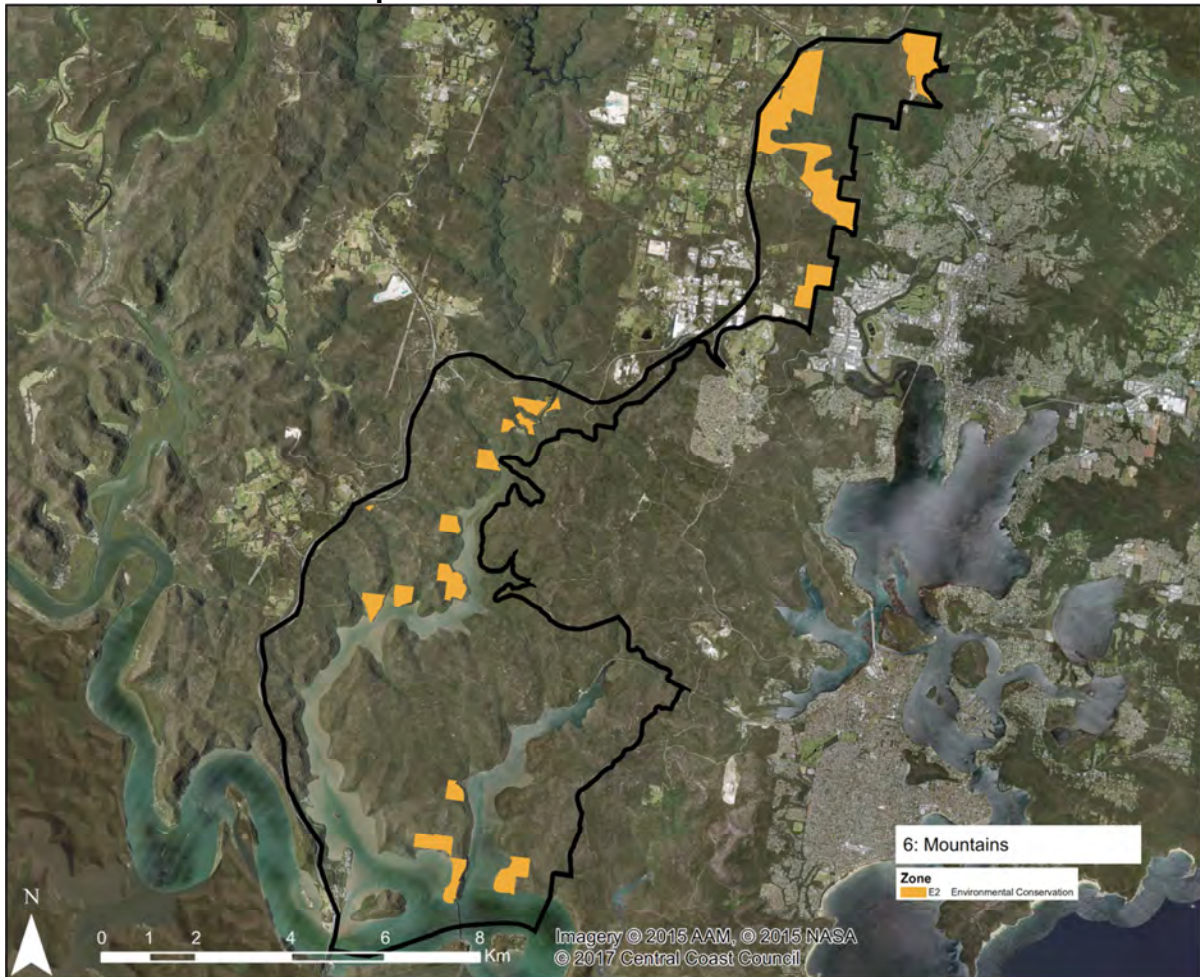 6: Mountains
Zone
E2 Environmental Conservation
N
0 1 2 4 6 8
Km
Imagery © 2015 AAM, © 2015 NASA
© 2017 Central Coast Council